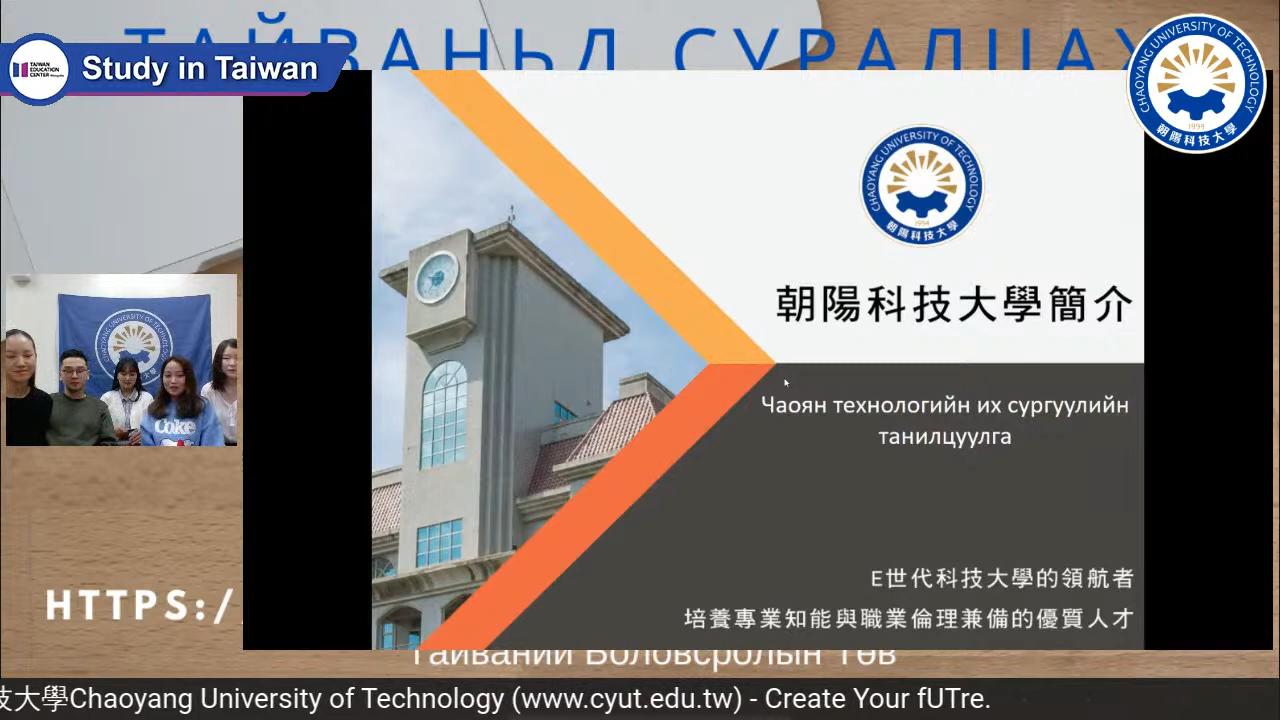 ТАЙВАНЬД СУРАЛЦАХ
TAIWAN
EDUCATION
CENTER
Study in Taiwan
CHAOYANG UNIVERSITY OF TECHNOLOGY
1994
朝陽科技大學
CHAOYANG UNIVERSITY OF TECHNOLOGY
1994
朝陽科技大學
朝陽科技大學簡介
Чаоян технологийн их сургуулийн
танилцуулга
CHAOYANG UNIVERSITY OF TECHNOLOGY
Coke
E世代科技大學的領航者
培養專業知能與職業倫理兼備的優質人才
HTTPS:/
Тайваний Боловсролын Төв
技大學Chaoyang University of Technology (www.cyut.edu.tw) - Create Your fUTre.